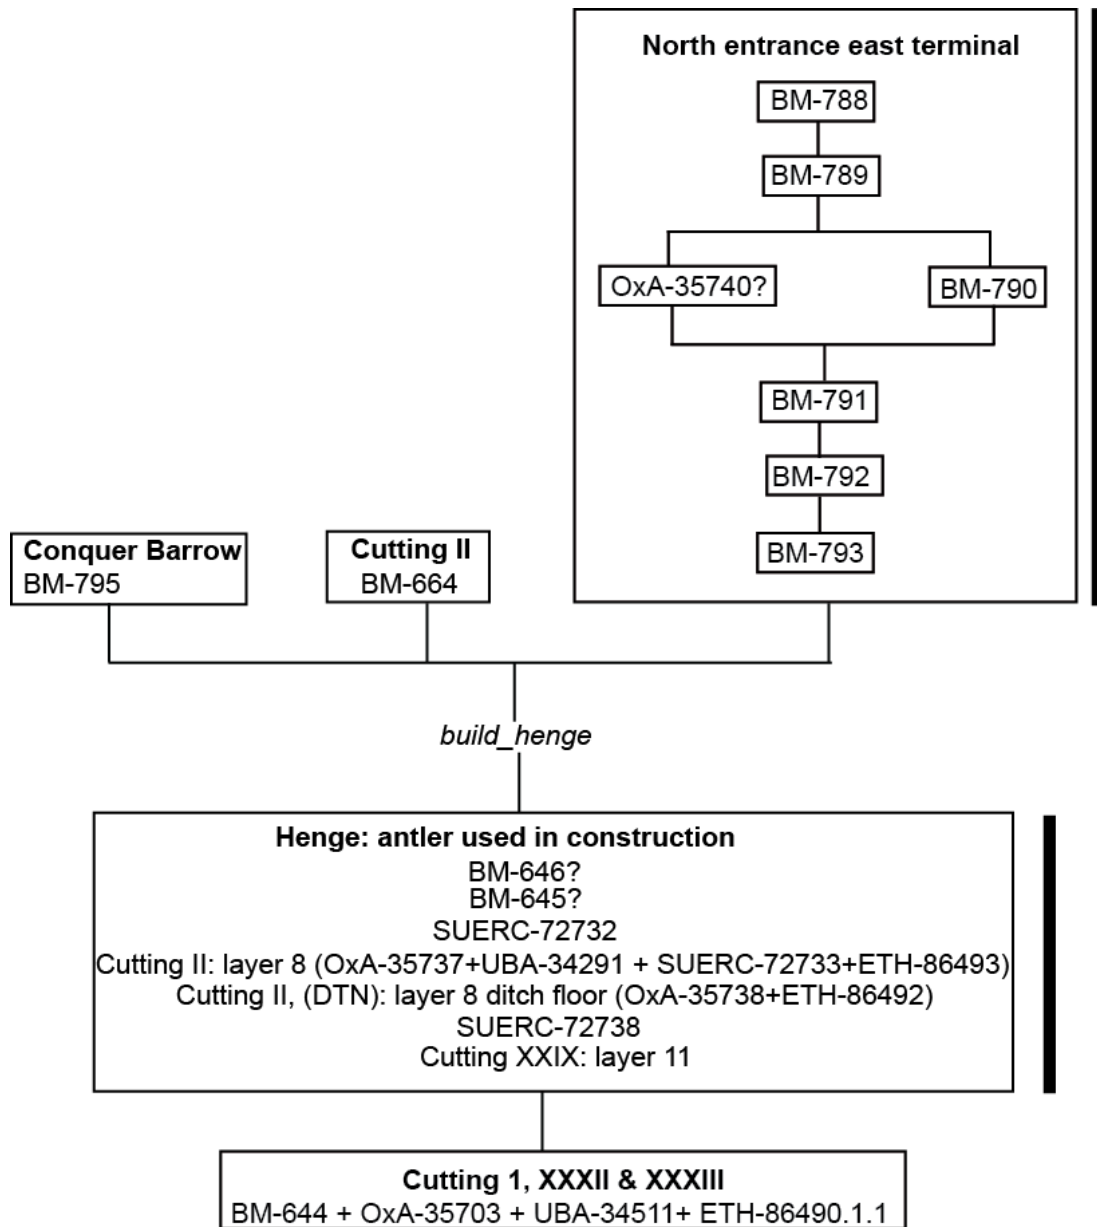 North entrance east terminal
BM-788
BM-789
OxA-35740?
BM-790
BM-791
BM-792
BM-793
Conquer Barrow
BM-795
Cutting II
BM-664
build_henge
Henge: antler used in construction
BM-646?
BM-645?
SUERC-72732
Cutting II: layer 8 (OxA-35737+UBA-34291 + SUERC-72733+ETH-86493)
Cutting II, (DTN): layer 8 ditch floor (OxA-35738+ETH-86492)
SUERC-72738
Cutting XXIX: layer 11
Cutting 1, XXXII & XXXIII
BM-644 + OxA-35703 + UBA-34511+ ETH-86490.1.1